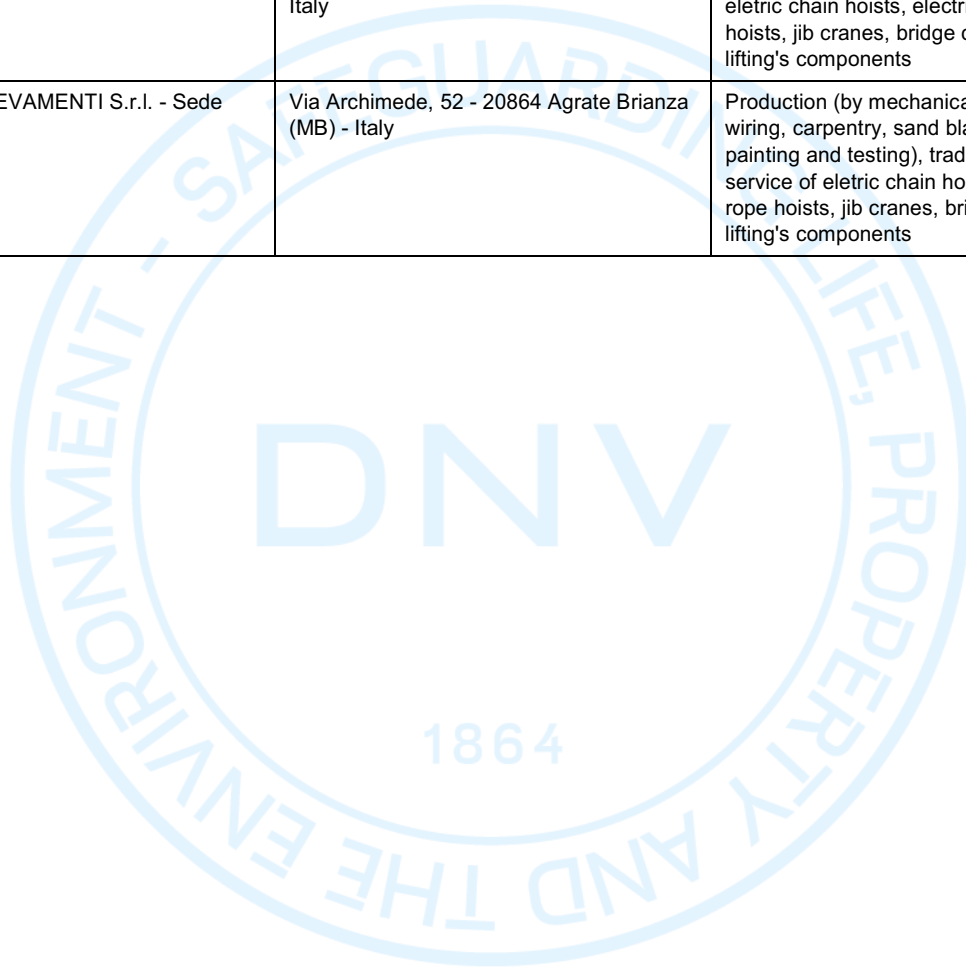 Italy
eletric chain hoists, electri
hoists, jib cranes, bridge
lifting's components
EVAMENTI S.r.l. - Sede
Via Archimede, 52 - 20864 Agrate Brianza
(MB) - Italy
Production (by mechanica
wiring, carpentry, sand bla
painting and testing), trad
service of eletric chain ho
rope hoists, jib cranes, bri
lifting's components
SAFEGUARDING LIFE, PROPERTY AND THE ENVIRONMENT -
DNV
1864